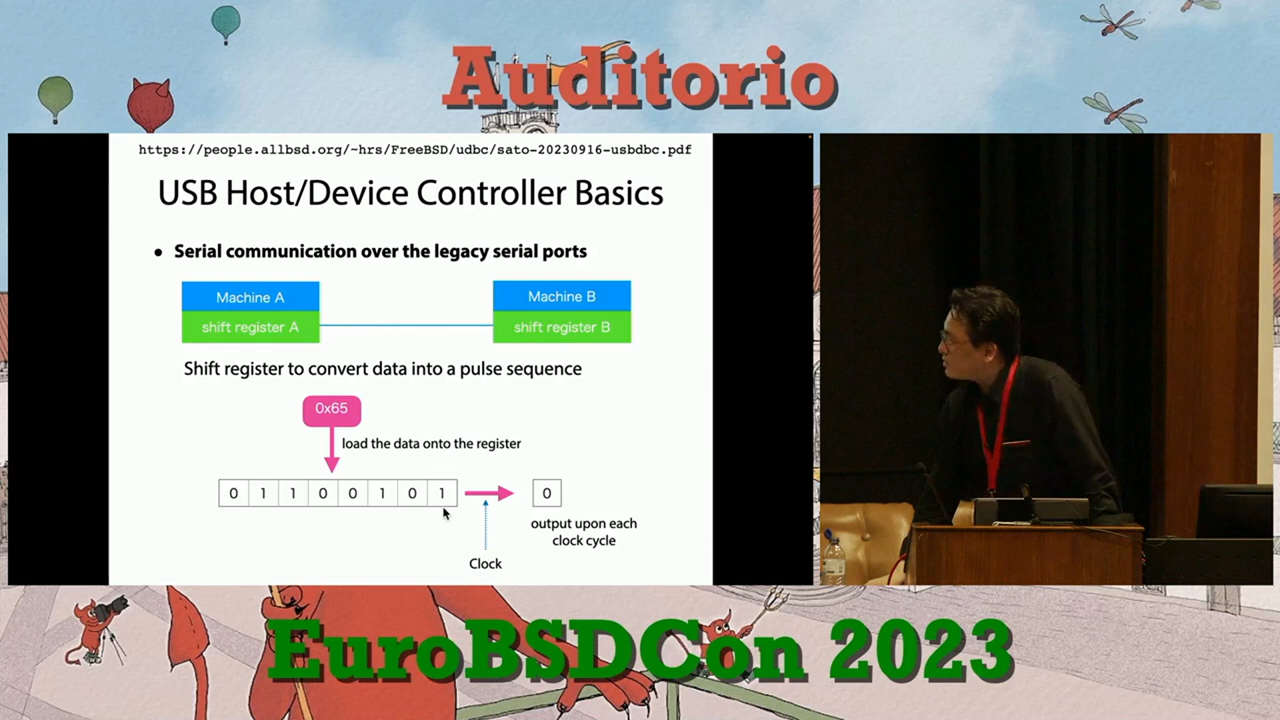 Auditorio
https://people.allbsd.org/~hrs/FreeBSD/udbc/sato-20230916-usbdbc.pdf
USB Host/Device Controller Basics
• Serial communication over the legacy serial ports
Machine A
Machine B
shift register A
shift register B
Shift register to convert data into a pulse sequence
0x65
load the data onto the register
0 1 1 0 0 1 0 1
0
output upon each
clock cycle
Clock
EuroBSDCon 2023